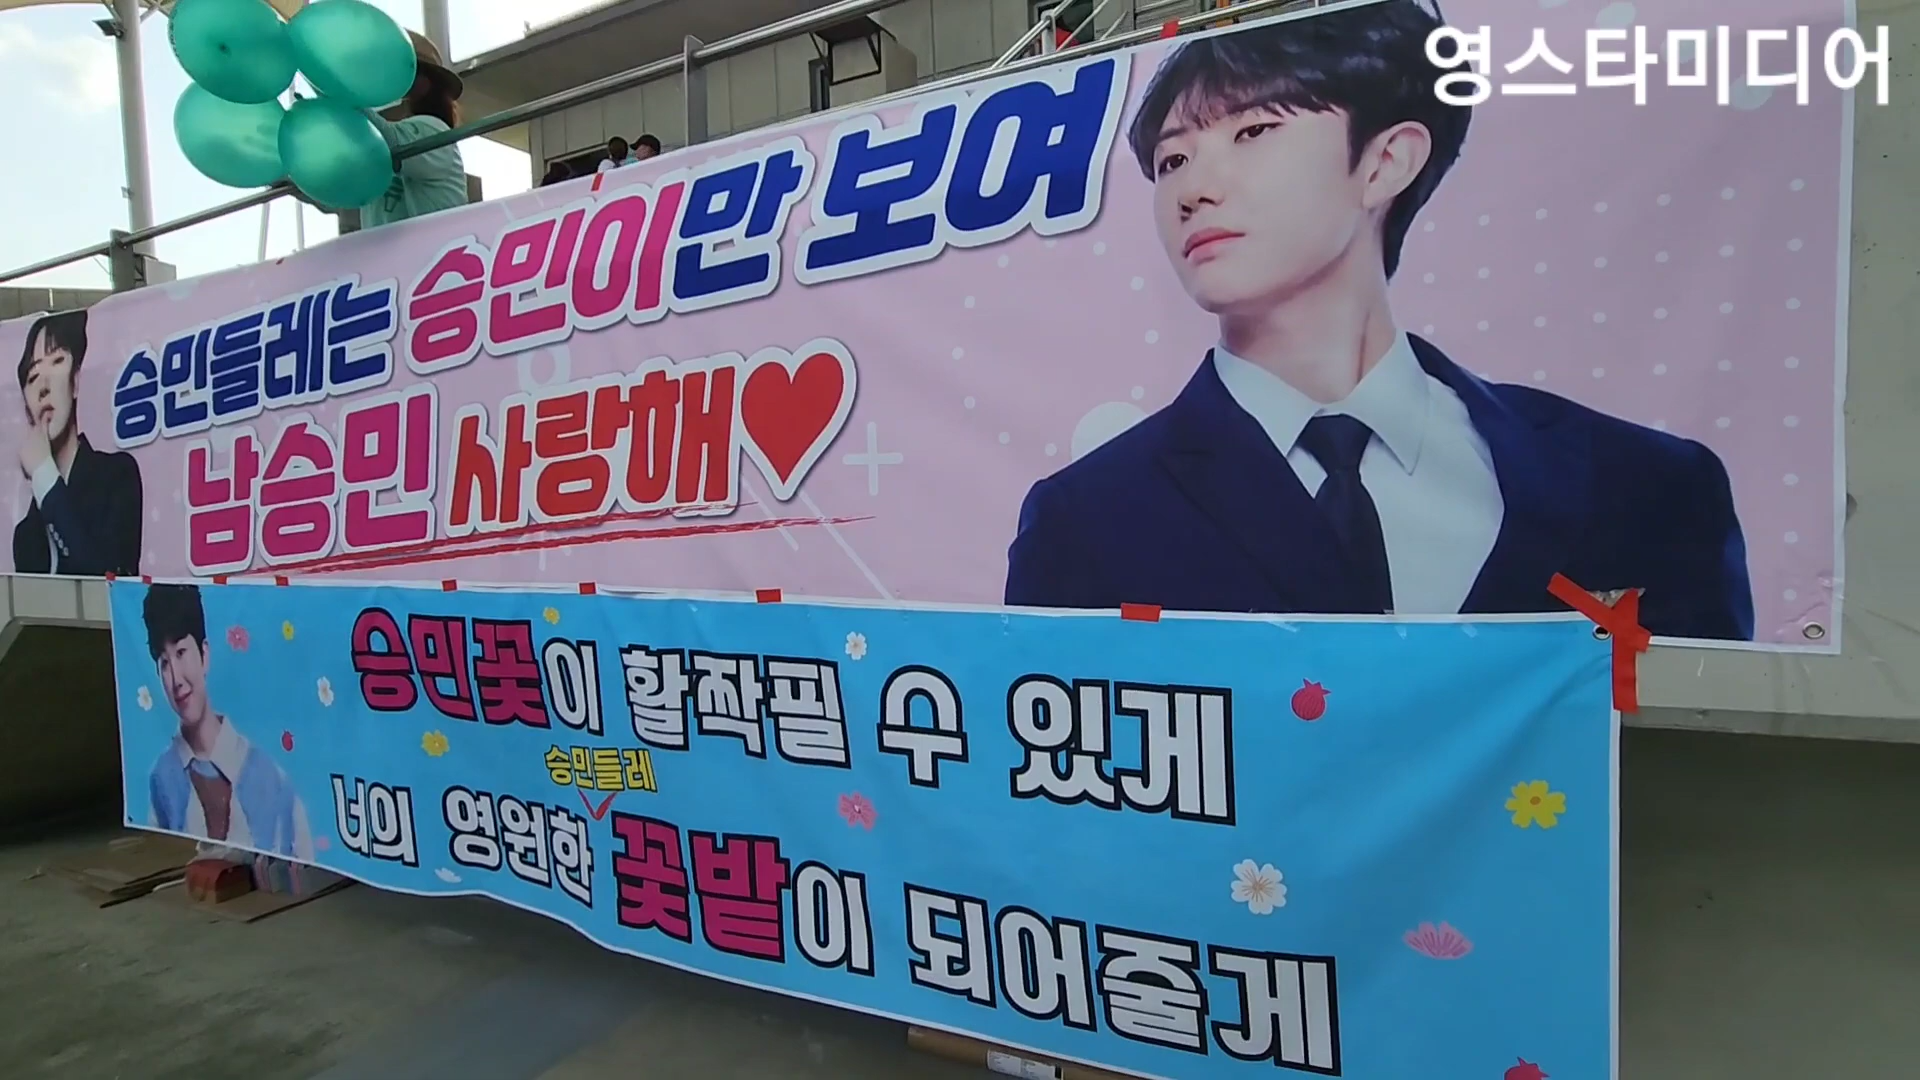 영스타미디어
승민들레는 승민이만 보여
남승민 사랑해♥
승민꽃이 활짝필 수 있게
승민들레
너의 영원한 꽃밭이 되어줄게